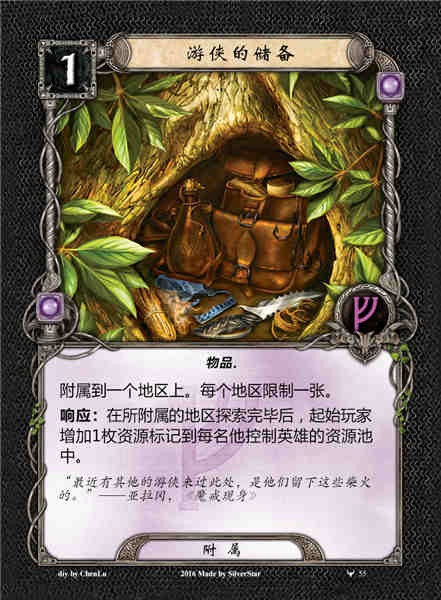 1
游侠的储备
物品.
附属到一个地区上。每个地区限制一张。
响应：在所附属的地区探索完毕后，起始玩家
增加1枚资源标记到每名他控制英雄的资源池
中。
“最近有其他的游侠来过此处，是他们留下这些柴火
的。”——亚拉冈，《魔戒现身》
附属
diy by ChenLu
2016 Made by SilverStar
55